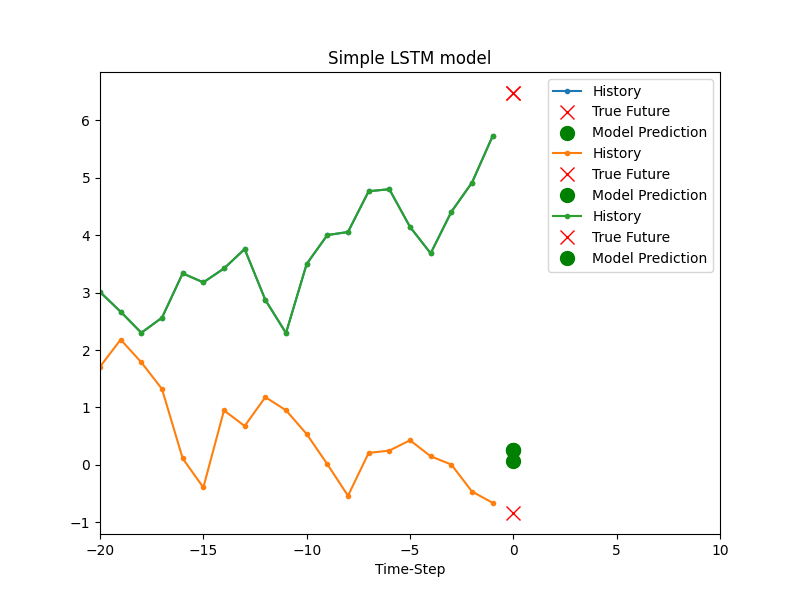 Simple LSTM model
History
True Future
Model Prediction
History
True Future
Model Prediction
History
True Future
Model Prediction
6
5
4
3
2
1
0
−1
−20
−15
−10
−5
0
5
10
Time-Step